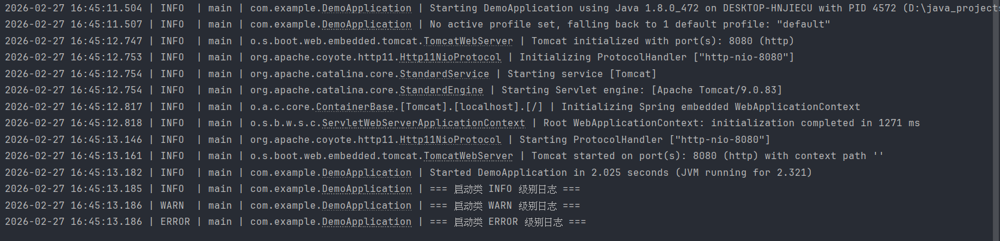 2026-02-27 16:45:11.504 | INFO  | main | com.example.DemoApplication | Starting DemoApplication using Java 1.8.0_472 on DESKTOP-HNJIECU with PID 4572 (D:\java_project
2026-02-27 16:45:11.507 | INFO  | main | com.example.DemoApplication | No active profile set, falling back to 1 default profile: "default"
2026-02-27 16:45:12.747 | INFO  | main | o.s.boot.web.embedded.tomcat.TomcatWebServer | Tomcat initialized with port(s): 8080 (http)
2026-02-27 16:45:12.753 | INFO  | main | org.apache.coyote.http11.Http11NioProtocol | Initializing ProtocolHandler ["http-nio-8080"]
2026-02-27 16:45:12.754 | INFO  | main | org.apache.catalina.core.StandardService | Starting service [Tomcat]
2026-02-27 16:45:12.754 | INFO  | main | org.apache.catalina.core.StandardEngine | Starting Servlet engine: [Apache Tomcat/9.0.83]
2026-02-27 16:45:12.817 | INFO  | main | o.a.c.core.ContainerBase.[Tomcat].[localhost].[/] | Initializing Spring embedded WebApplicationContext
2026-02-27 16:45:12.818 | INFO  | main | o.s.b.w.s.c.ServletWebServerApplicationContext | Root WebApplicationContext: initialization completed in 1271 ms
2026-02-27 16:45:13.146 | INFO  | main | org.apache.coyote.http11.Http11NioProtocol | Starting ProtocolHandler ["http-nio-8080"]
2026-02-27 16:45:13.161 | INFO  | main | o.s.boot.web.embedded.tomcat.TomcatWebServer | Tomcat started on port(s): 8080 (http) with context path ''
2026-02-27 16:45:13.182 | INFO  | main | com.example.DemoApplication | Started DemoApplication in 2.025 seconds (JVM running for 2.321)
2026-02-27 16:45:13.185 | INFO  | main | com.example.DemoApplication | === 启动类 INFO 级别日志 ===
2026-02-27 16:45:13.186 | WARN  | main | com.example.DemoApplication | === 启动类 WARN 级别日志 ===
2026-02-27 16:45:13.186 | ERROR | main | com.example.DemoApplication | === 启动类 ERROR 级别日志 ===